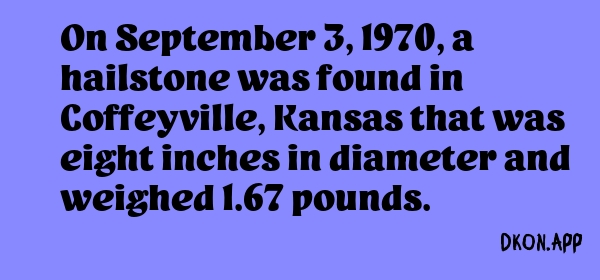 On September 3, 1970, a
hailstone was found in
Coffeyville, Kansas that was
eight inches in diameter and
weighed 1.67 pounds.
DKON.APP